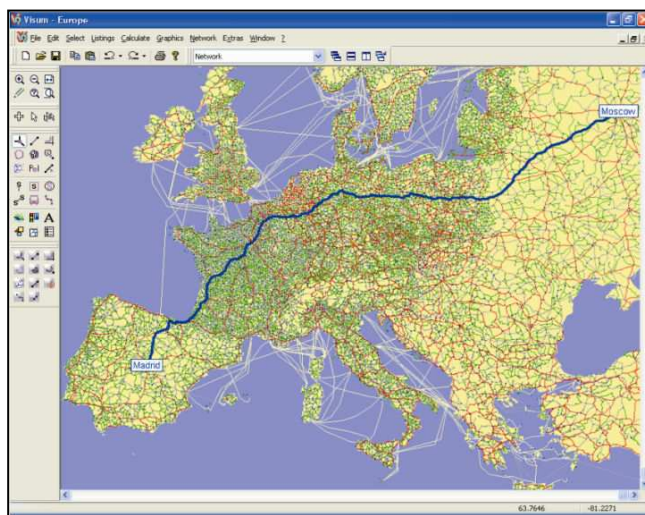 Visum - Europe
File Edit Select Listings Calculate Graphics Network Extras Window ?
Network
Moscow
Madrid
63.7646 -81.2271